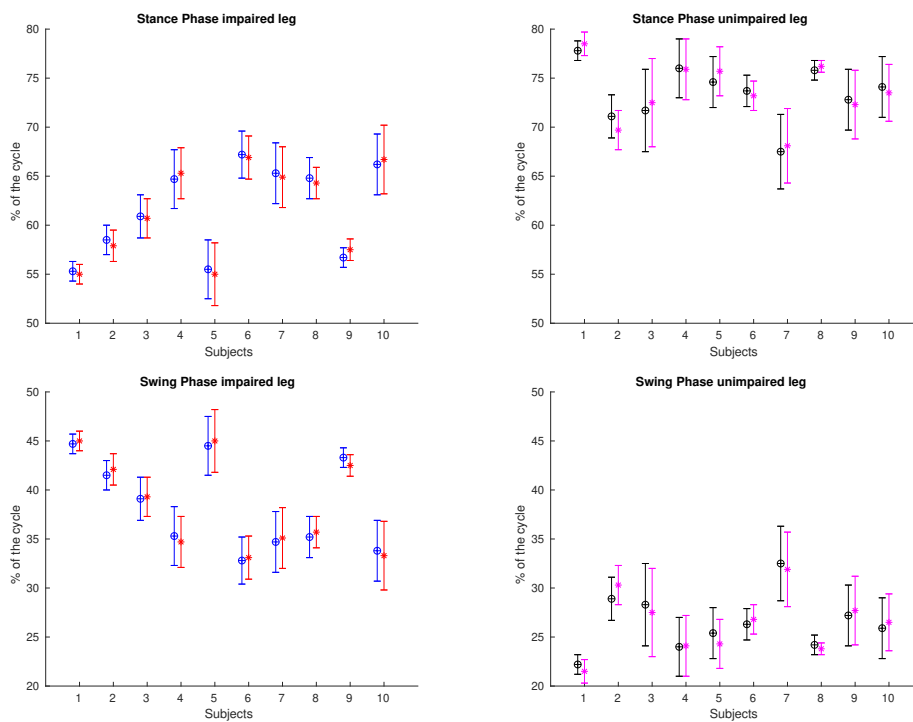 Stance Phase impaired leg
80
75
70
65
60
55
50
% of the cycle
1 2 3 4 5 6 7 8 9 10
Subjects
Stance Phase unimpaired leg
80
75
70
65
60
55
50
% of the cycle
1 2 3 4 5 6 7 8 9 10
Subjects
Swing Phase impaired leg
50
45
40
35
30
25
20
% of the cycle
1 2 3 4 5 6 7 8 9 10
Subjects
Swing Phase unimpaired leg
50
45
40
35
30
25
20
% of the cycle
1 2 3 4 5 6 7 8 9 10
Subjects